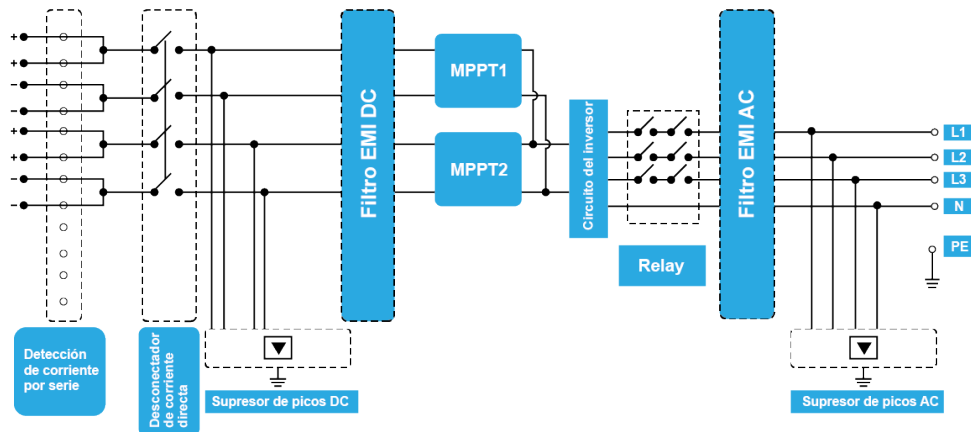 +
+
−
−
+
+
−
−
Detección
de corriente
por serie
Desconectador
de corriente
directa
Supresor de picos DC
Filtro EMI DC
MPPT1
MPPT2
Circuito del inversor
Relay
Filtro EMI AC
L1
L2
L3
N
PE
Supresor de picos AC